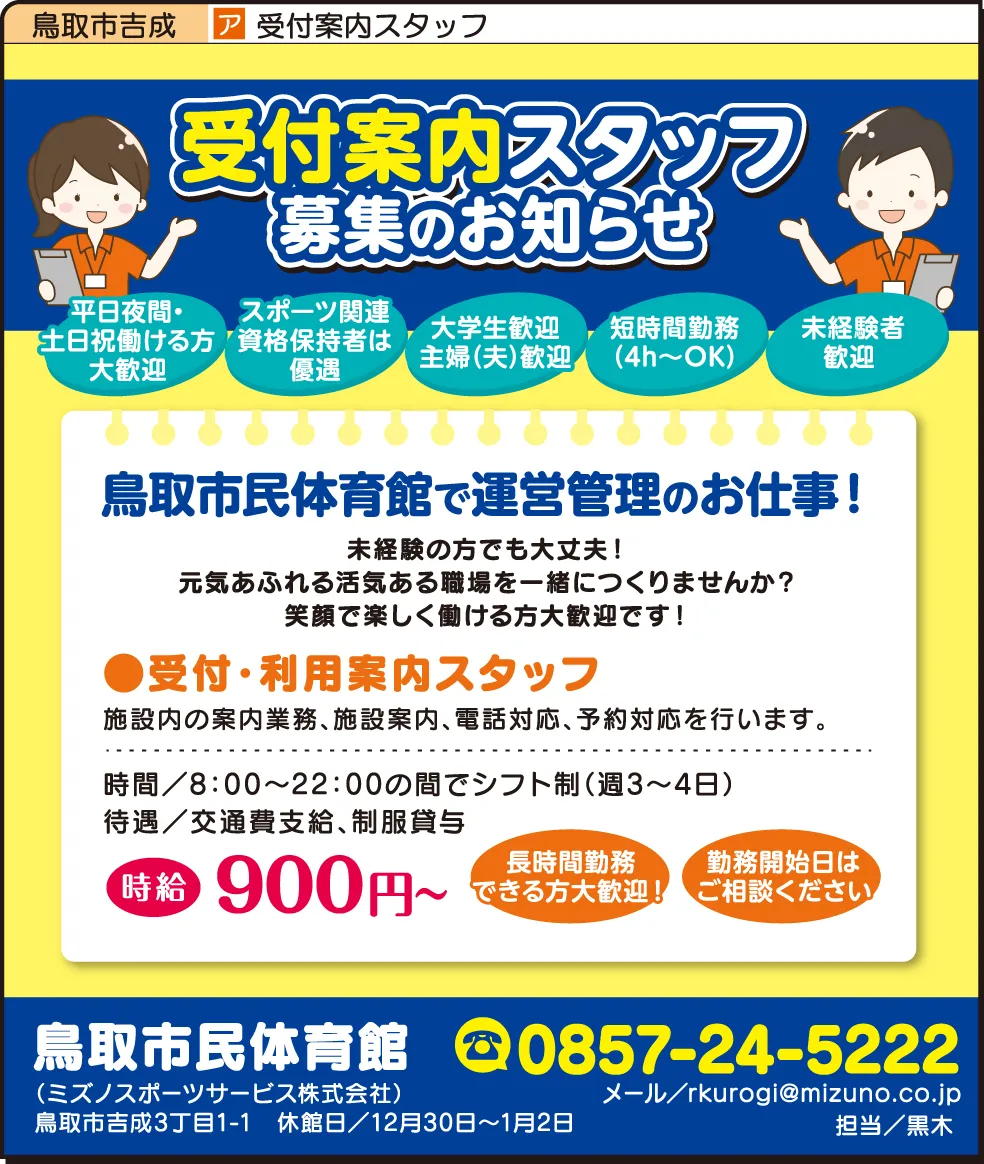 鳥取市吉成 ア 受付案内スタッフ
受付案内スタッフ
募集のお知らせ
平日夜間・
土日祝働ける方
大歓迎
スポーツ関連
資格保持者は
優遇
大学生歓迎
主婦(夫)歓迎
短時間勤務
(4h〜OK)
未経験者
歓迎
鳥取市民体育館で運営管理のお仕事!
未経験の方でも大丈夫!
元気あふれる活気ある職場を一緒につくりませんか?
笑顔で楽しく働ける方大歓迎です!
●受付・利用案内スタッフ
施設内の案内業務、施設案内、電話対応、予約対応を行います。
時間/8:00〜22:00の間でシフト制(週3〜4日)
待遇/交通費支給、制服貸与
時給 900円〜
長時間勤務
できる方大歓迎!
勤務開始日は
ご相談ください
鳥取市民体育館
(ミズノスポーツサービス株式会社)
鳥取市吉成3丁目1-1 休館日/12月30日〜1月2日
☎0857-24-5222
メール/rkurogi@mizuno.co.jp
担当/黒木